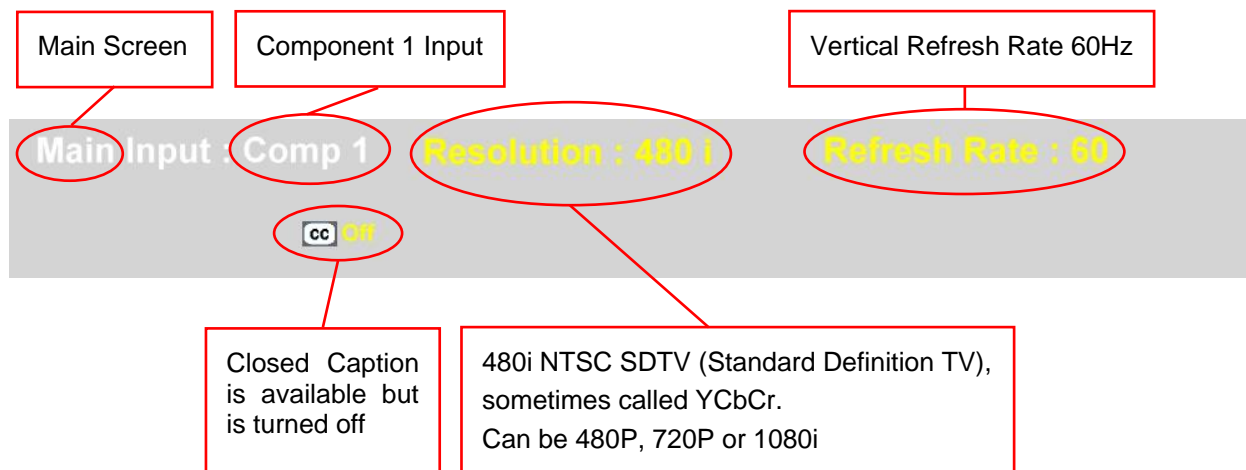 Main Screen
Component 1 Input
Vertical Refresh Rate 60Hz
Main Input : Comp 1 Resolution : 480 i Refresh Rate : 60
cc Off
Closed Caption
is available but
is turned off
480i NTSC SDTV (Standard Definition TV),
sometimes called YCbCr.
Can be 480P, 720P or 1080i